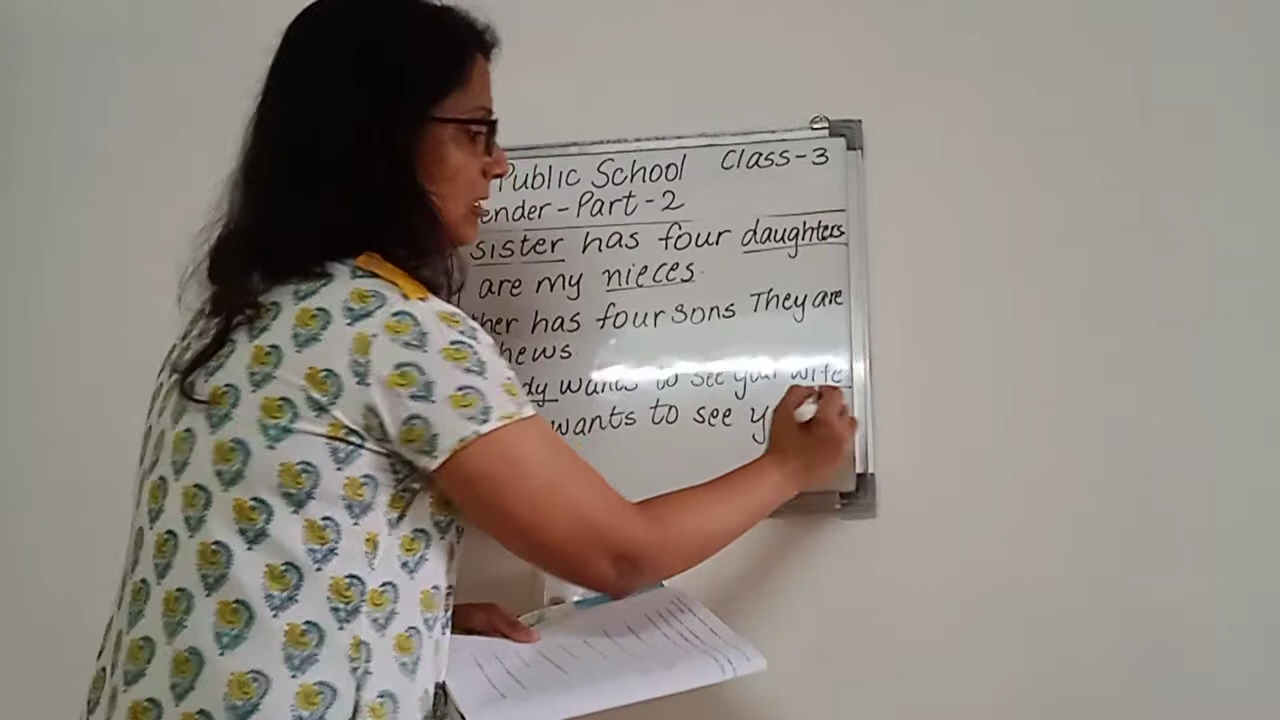 Public School Class-3
ender-Part-2
sister has four daughters
are my nieces.
her has four sons They are
hews.
dy wants to see your wife
wants to see y